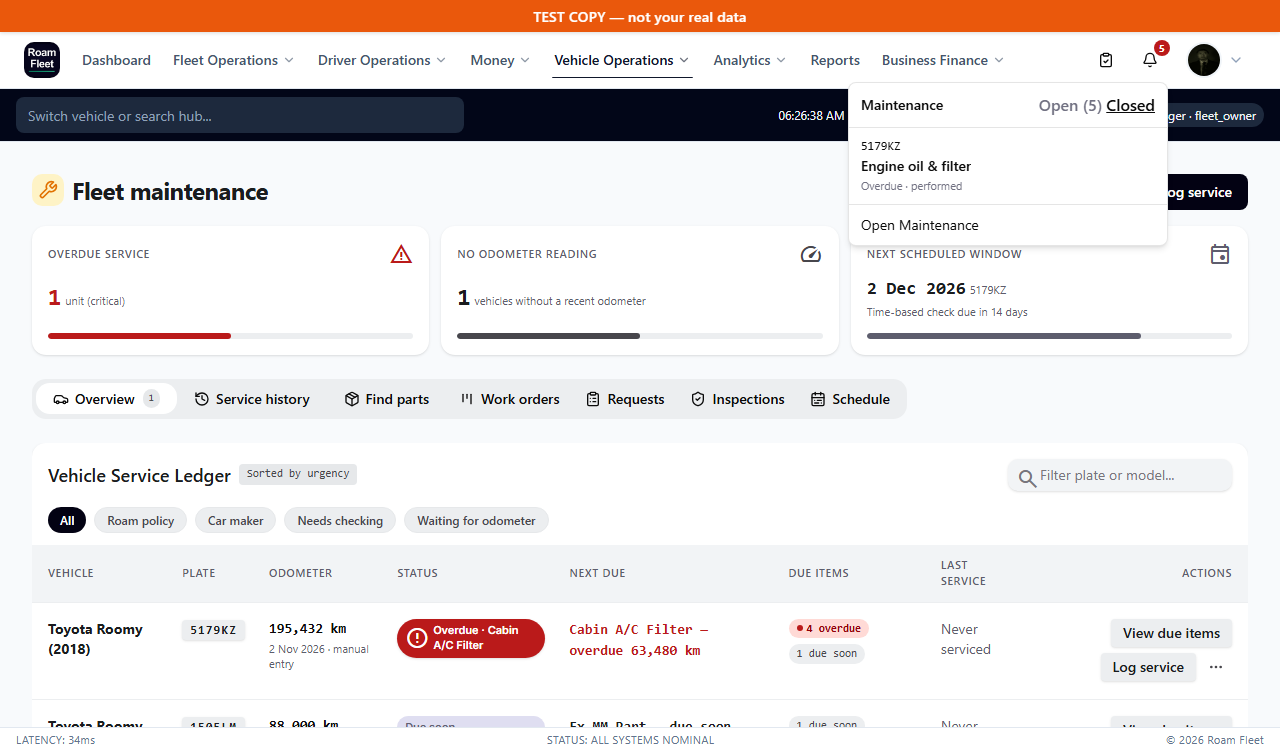 TEST COPY — not your real data
Roam Fleet
Dashboard
Fleet Operations
Driver Operations
Money
Vehicle Operations
Analytics
Reports
Business Finance
5
Switch vehicle or search hub...
06:26:38 AM
ger · fleet_owner
Maintenance
Open (5) Closed
5179KZ
Engine oil & filter
Overdue · performed
Open Maintenance
Fleet maintenance
og service
OVERDUE SERVICE
1 unit (critical)
NO ODOMETER READING
1 vehicles without a recent odometer
NEXT SCHEDULED WINDOW
2 Dec 2026 5179KZ
Time-based check due in 14 days
Overview 1
Service history
Find parts
Work orders
Requests
Inspections
Schedule
Vehicle Service Ledger
Sorted by urgency
Filter plate or model...
All
Roam policy
Car maker
Needs checking
Waiting for odometer
VEHICLE
PLATE
ODOMETER
STATUS
NEXT DUE
DUE ITEMS
LAST SERVICE
ACTIONS
Toyota Roomy (2018)
5179KZ
195,432 km
2 Nov 2026 · manual entry
Overdue · Cabin A/C Filter
Cabin A/C Filter — overdue 63,480 km
4 overdue
1 due soon
Never serviced
View due items
Log service
Toyota Roomy
88,000 km
Due soon
1 due soon
Never
LATENCY: 34ms
STATUS: ALL SYSTEMS NOMINAL
© 2026 Roam Fleet